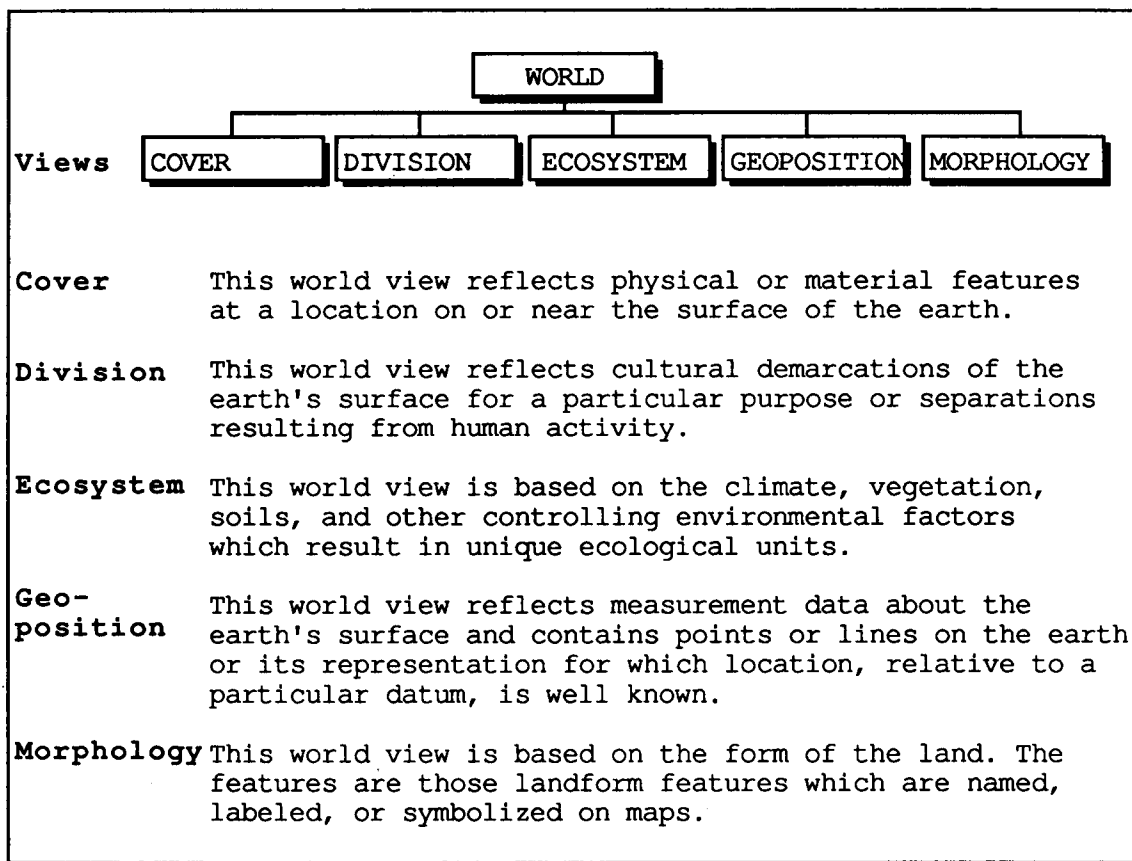 WORLD
Views COVER DIVISION ECOSYSTEM GEOPOSITION MORPHOLOGY
Cover This world view reflects physical or material features
at a location on or near the surface of the earth.
Division This world view reflects cultural demarcations of the
earth's surface for a particular purpose or separations
resulting from human activity.
Ecosystem This world view is based on the climate, vegetation,
soils, and other controlling environmental factors
which result in unique ecological units.
Geo-
position This world view reflects measurement data about the
earth's surface and contains points or lines on the earth
or its representation for which location, relative to a
particular datum, is well known.
Morphology This world view is based on the form of the land. The
features are those landform features which are named,
labeled, or symbolized on maps.